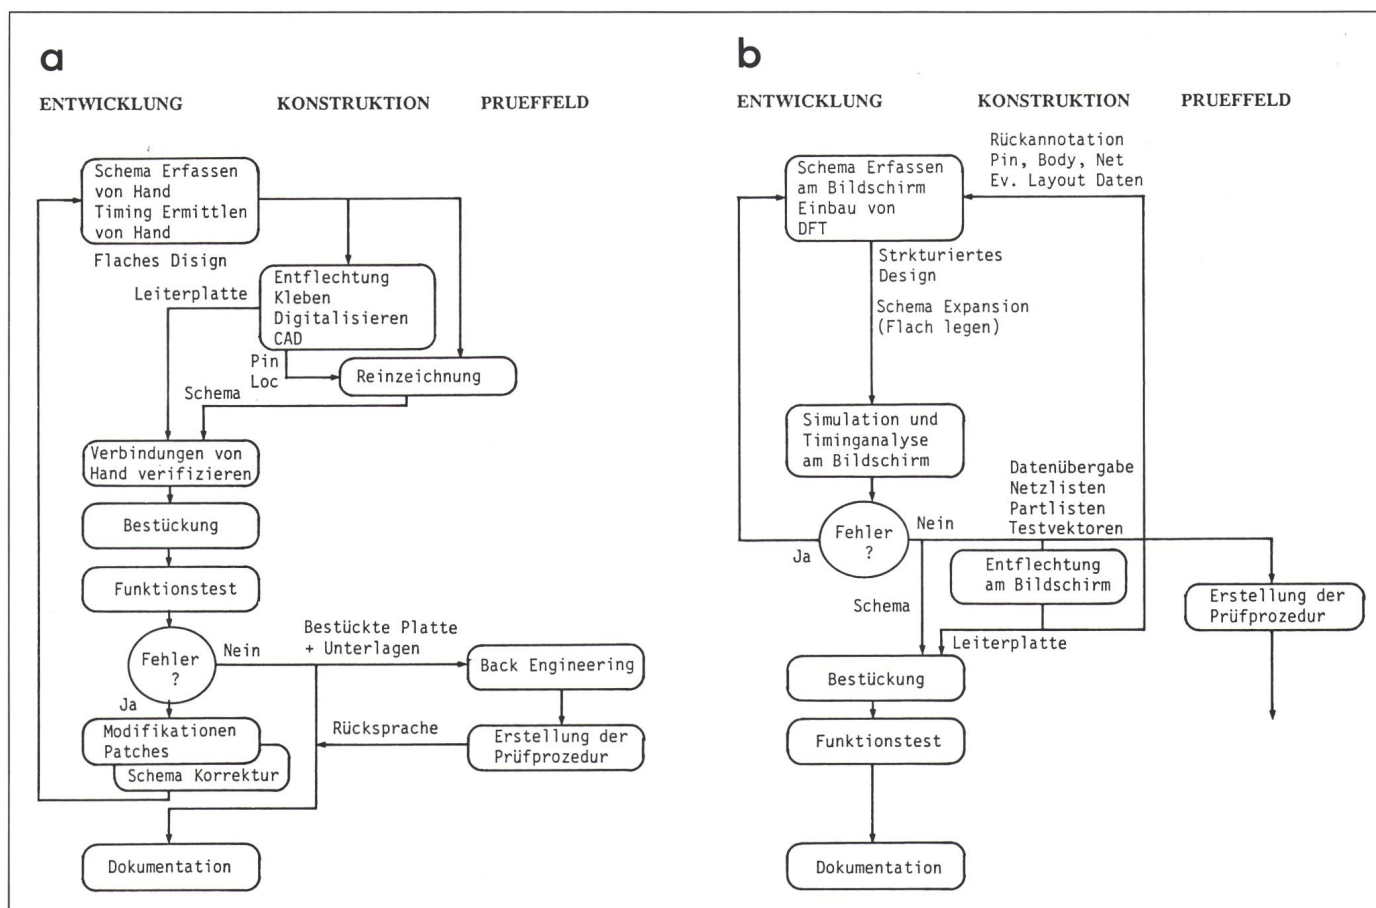 a
ENTWICKLUNG KONSTRUKTION PRUEFFELD
Schema Erfassen
von Hand
Timing Ermittlen
von Hand
Flaches Disign
Leiterplatte
Entflechtung
Kleben
Digitalisieren
CAD
Pin
Loc
Reinzeichnung
Schema
Verbindungen von
Hand verifizieren
Bestückung
Funktionstest
Fehler
?
Nein
Ja
Bestückte Platte
+ Unterlagen
Back Engineering
Modifikationen
Patches
Schema Korrektur
Rücksprache
Erstellung der
Prüfprozedur
Dokumentation
b
ENTWICKLUNG KONSTRUKTION PRUEFFELD
Rückannotation
Pin, Body, Net
Ev. Layout Daten
Schema Erfassen
am Bildschirm
Einbau von
DFT
Strkturiertes
Design
Schema Expansion
(Flach legen)
Simulation und
Timinganalyse
am Bildschirm
Datenübergabe
Netzlisten
Partlisten
Testvektoren
Fehler
?
Nein
Ja
Entflechtung
am Bildschirm
Erstellung der
Prüfprozedur
Schema
Leiterplatte
Bestückung
Funktionstest
Dokumentation